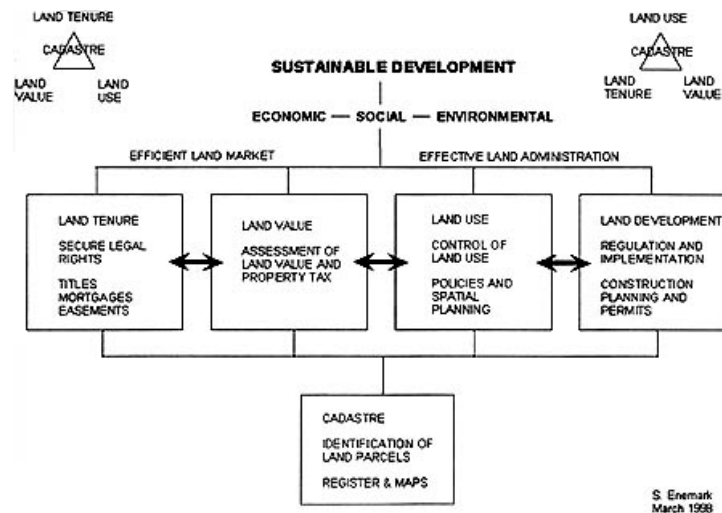 LAND TENURE
CADASTRE
LAND VALUE
LAND USE
LAND USE
CADASTRE
LAND TENURE
LAND VALUE
SUSTAINABLE DEVELOPMENT
ECONOMIC — SOCIAL — ENVIRONMENTAL
EFFICIENT LAND MARKET
EFFECTIVE LAND ADMINISTRATION
LAND TENURE
SECURE LEGAL
RIGHTS
TITLES
MORTGAGES
EASEMENTS
LAND VALUE
ASSESSMENT OF
LAND VALUE AND
PROPERTY TAX
LAND USE
CONTROL OF
LAND USE
POLICIES AND
SPATIAL
PLANNING
LAND DEVELOPMENT
REGULATION AND
IMPLEMENTATION
CONSTRUCTION
PLANNING AND
PERMITS
CADASTRE
IDENTIFICATION OF
LAND PARCELS
REGISTER & MAPS
S. Enemark
March 1998